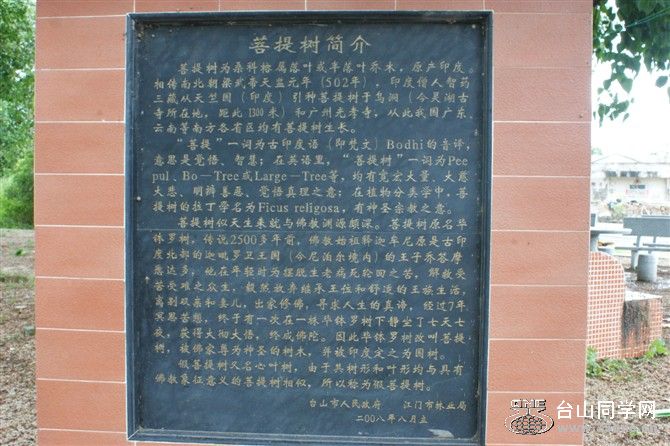 菩提树简介
菩提树为桑科榕属落叶或半落叶乔木，原产印度。
相传南北朝梁武帝天监元年（502年），印度僧人智药
三藏从天竺国（印度）引种菩提树于乌洞（今灵湖古
寺所在地，距此1300米）和广州光孝寺，从此我国广东
云南等南方各省区均有菩提树生长。
“菩提”一词为古印度语（即梵文）Bodhi的音译，
意思是觉悟、智慧；在英语里，“菩提树”一词为Pee
pul、Bo—Tree或Large—Tree等，均有宽宏大量、大慈
大悲、明辨善恶、觉悟真理之意；在植物分类学中，菩
提树的拉丁学名为Ficus religosa，有神圣宗教之意。
菩提树似天生来就与佛教渊源颇深。菩提树原名毕
钵罗树，传说2500多年前，佛教始祖释迦牟尼原是古印
度北部的迦毗罗卫王国（今尼泊尔境内）的王子乔答摩
悉达多，他在年轻时为摆脱生老病死轮回之苦，解救受
苦受难之众生，毅然放弃继承王位和舒适的王族生活，
离别双亲和妻儿，出家修佛，寻求人生的真谛，经过7年
冥思苦想，终于有一次在一株毕钵罗树下静坐了七天七
夜，获得大彻大悟，终成佛陀。因此毕钵罗树改叫菩提
树，被佛家尊为神圣的树木，并被印度定之为国树。
假菩提树又名心叶树，由于其树形和叶形均与具有
佛教象征意义的菩提树相似，所以称为假菩提树。
台山市人民政府　江门市林业局
二00八年八月立
台山同学网